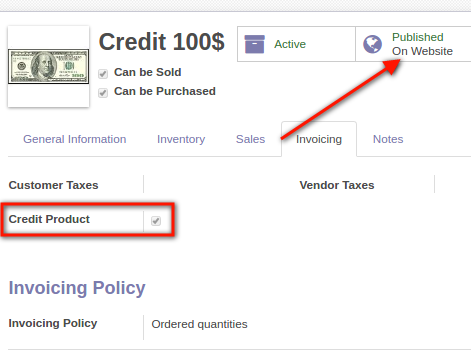 Credit 100$
Active
Published
On Website
Can be Sold
Can be Purchased
General Information
Inventory
Sales
Invoicing
Notes
Customer Taxes
Vendor Taxes
Credit Product
Invoicing Policy
Invoicing Policy
Ordered quantities